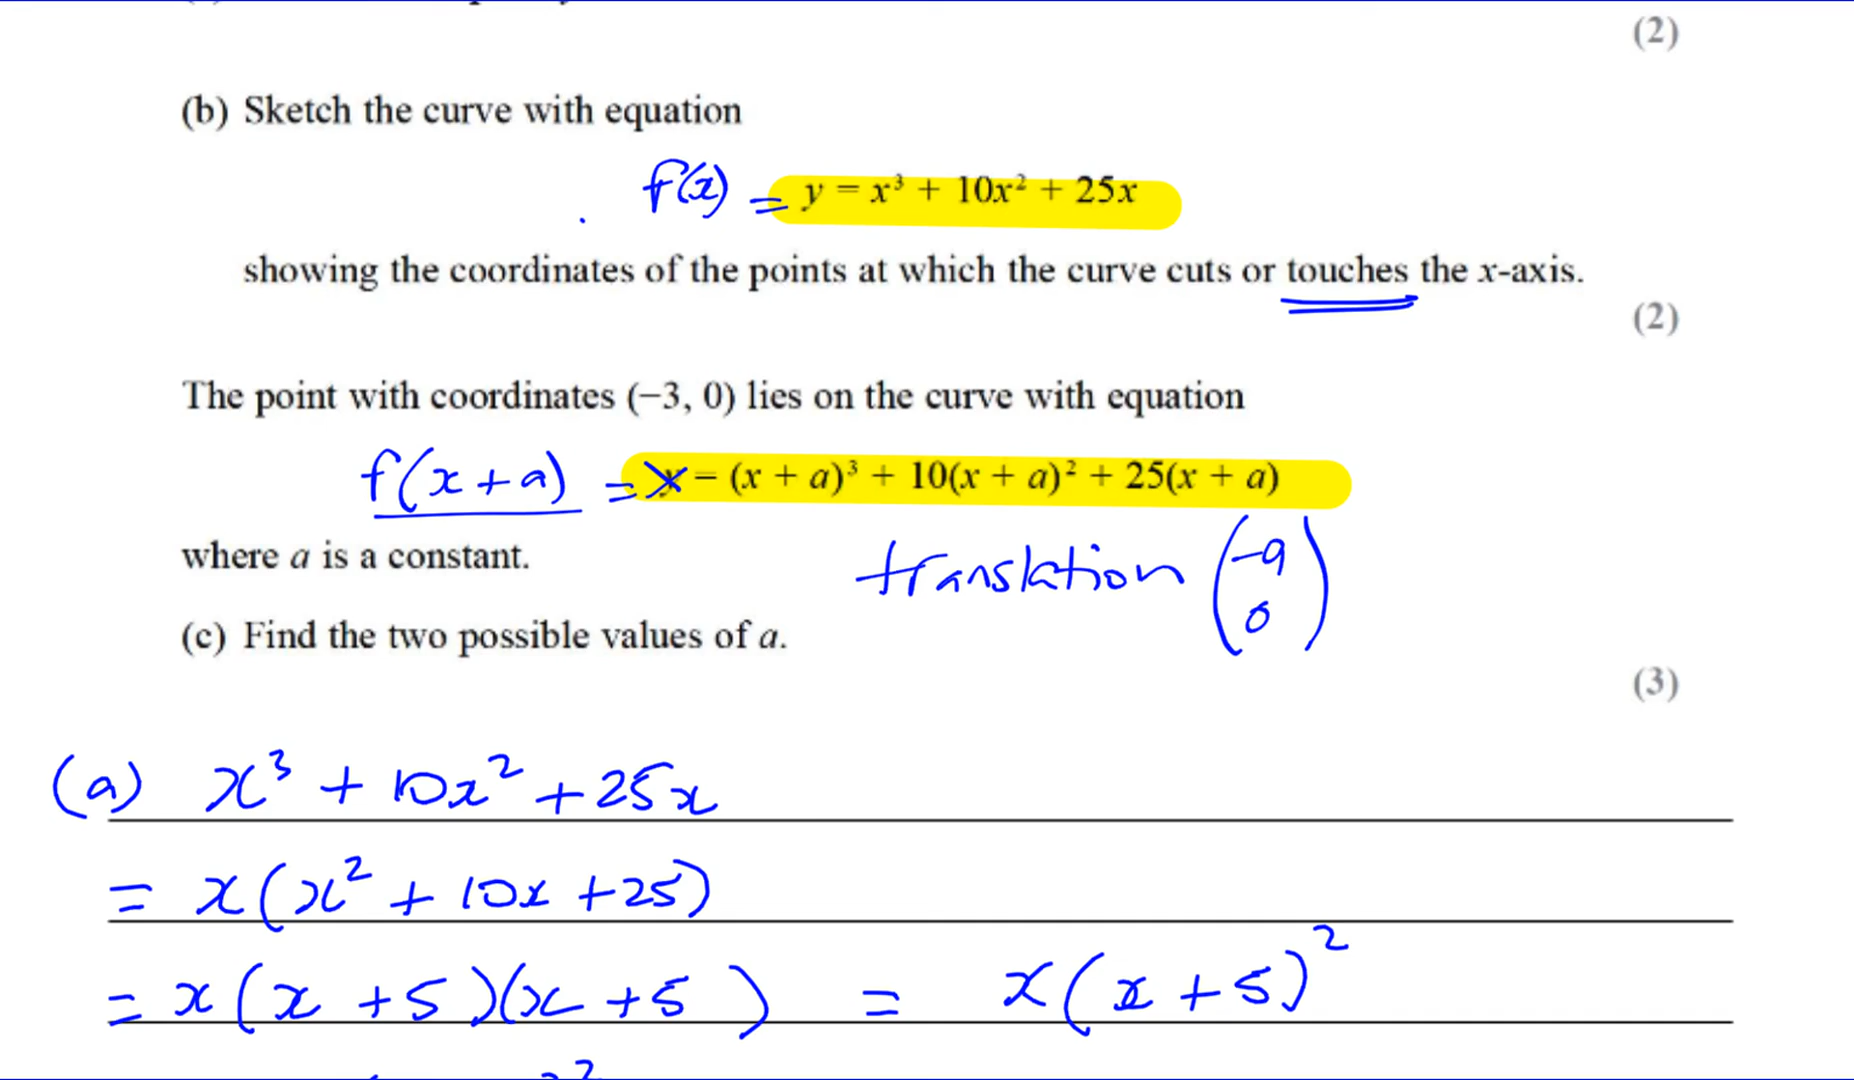 (2)
(b) Sketch the curve with equation
f(x) = y = x³ + 10x² + 25x
showing the coordinates of the points at which the curve cuts or touches the x-axis.
(2)
The point with coordinates (−3, 0) lies on the curve with equation
f(x + a) = y = (x + a)³ + 10(x + a)² + 25(x + a)
where a is a constant.
translation (-a 0)
(c) Find the two possible values of a.
(3)
(a) x³ + 10x² + 25x
= x(x² + 10x + 25)
= x(x + 5)(x + 5) = x(x + 5)²